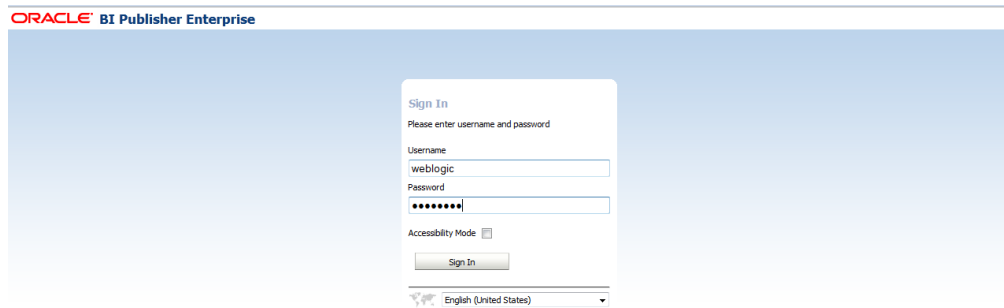 ORACLE BI Publisher Enterprise
Sign In
Please enter username and password
Username
weblogic
Password
••••••••
Accessibility Mode
Sign In
English (United States)